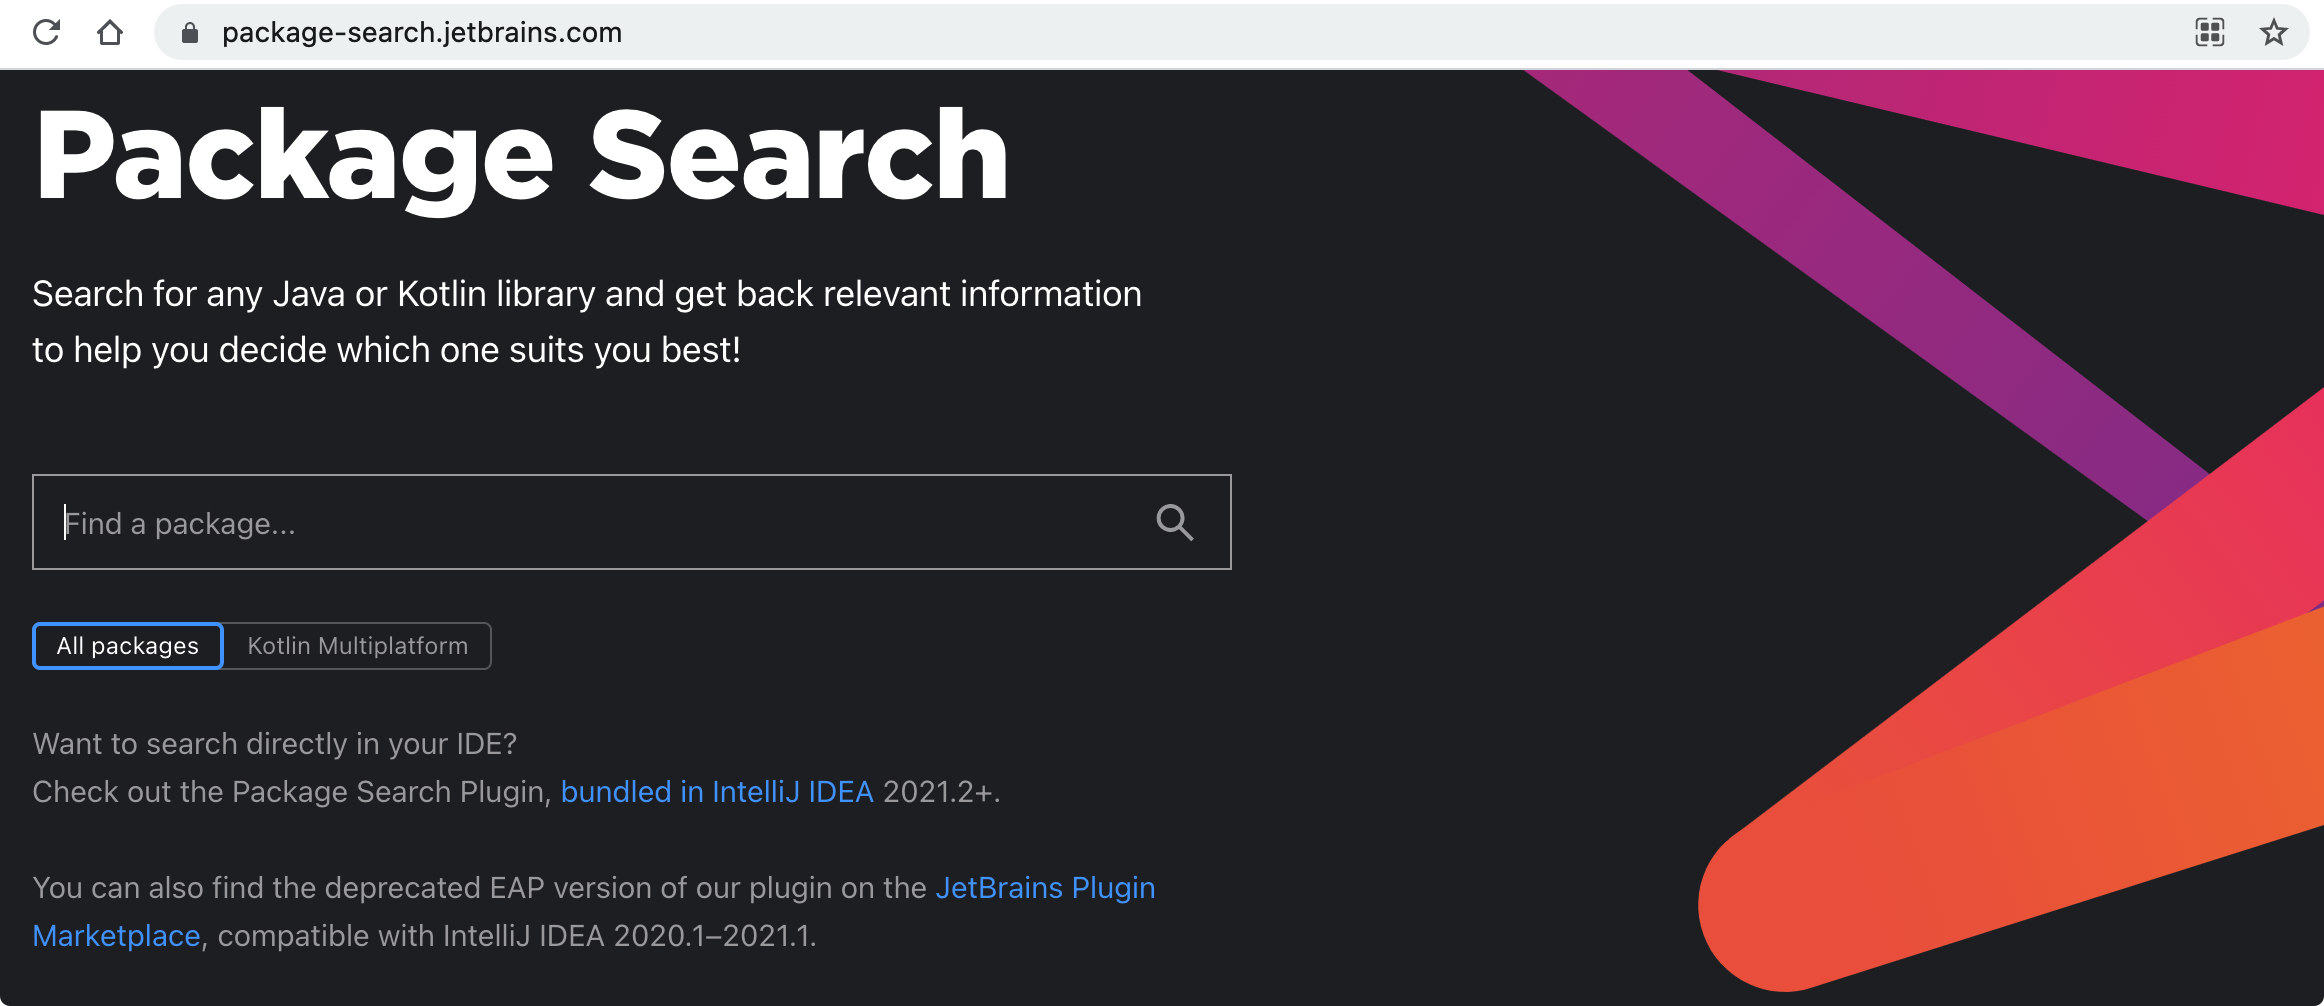 package-search.jetbrains.com
Package Search
Search for any Java or Kotlin library and get back relevant information
to help you decide which one suits you best!
Find a package...
All packages
Kotlin Multiplatform
Want to search directly in your IDE?
Check out the Package Search Plugin, bundled in IntelliJ IDEA 2021.2+.
You can also find the deprecated EAP version of our plugin on the JetBrains Plugin
Marketplace, compatible with IntelliJ IDEA 2020.1–2021.1.